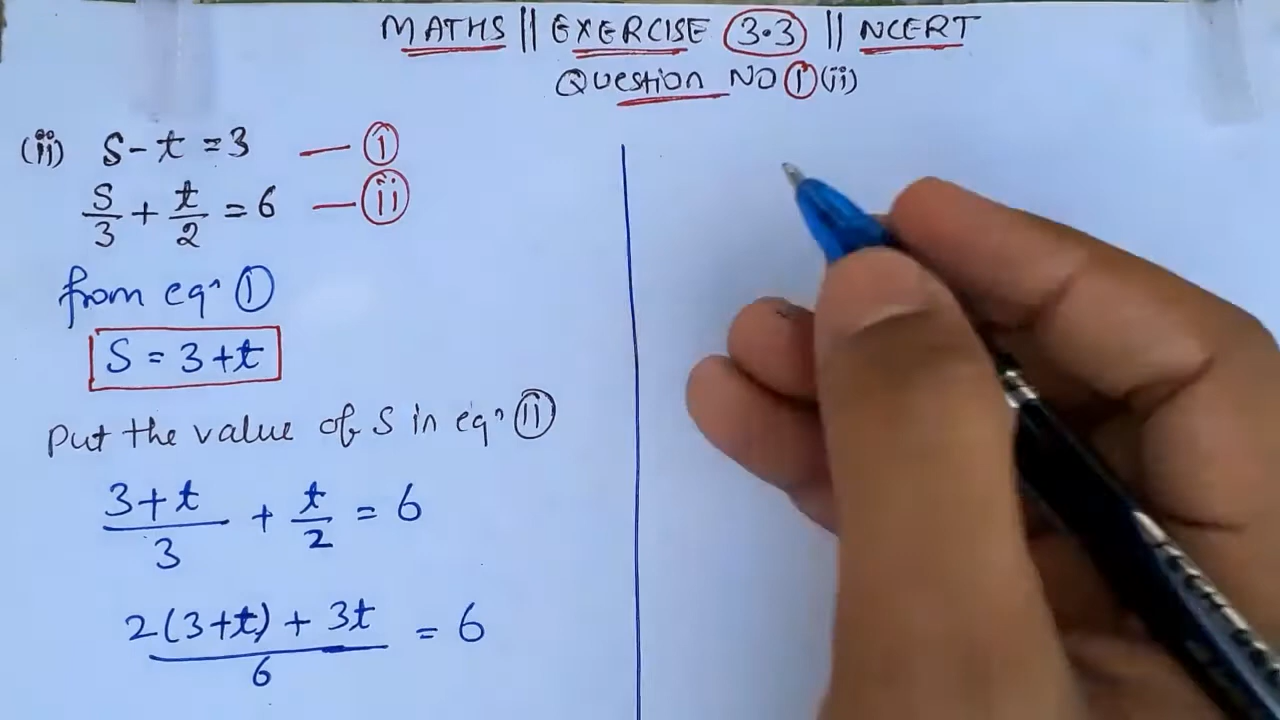 MATHS || EXERCISE 3.3 || NCERT
QUESTION NO 1 (ii)
(ii) S - t = 3 — i
S/3 + t/2 = 6 — ii
from eqn 1
S = 3 + t
Put the value of S in eqn ii
3+t/3 + t/2 = 6
2(3+t) + 3t/6 = 6